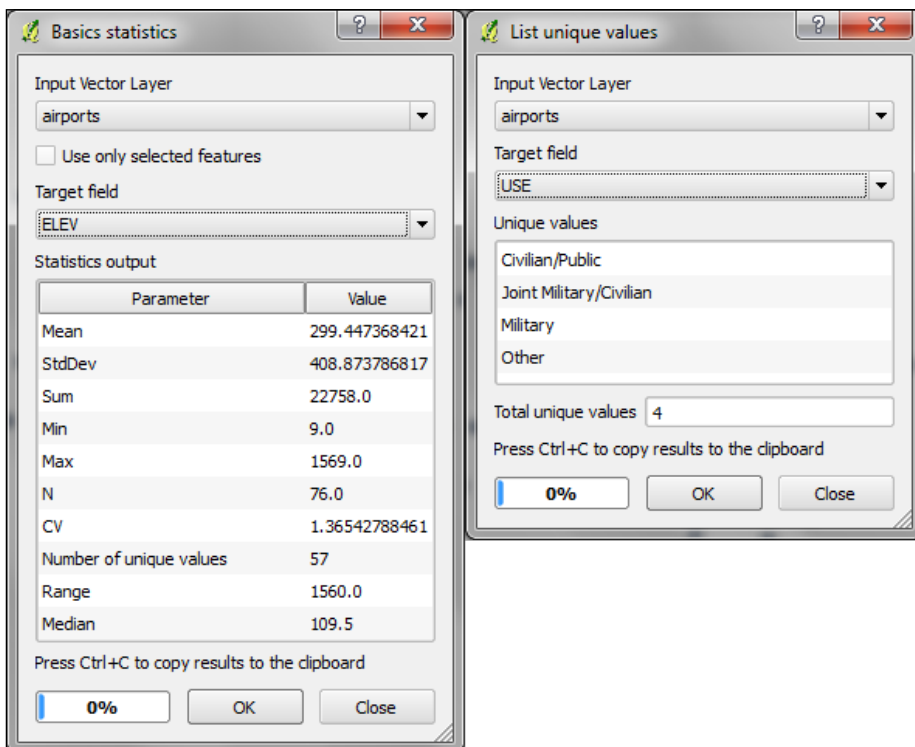 Basics statistics
?
X
Input Vector Layer
airports
Use only selected features
Target field
ELEV
Statistics output
Parameter Value
Mean 299.447368421
StdDev 408.873786817
Sum 22758.0
Min 9.0
Max 1569.0
N 76.0
CV 1.36542788461
Number of unique values 57
Range 1560.0
Median 109.5
Press Ctrl+C to copy results to the clipboard
0% OK Close
List unique values
?
X
Input Vector Layer
airports
Target field
USE
Unique values
Civilian/Public
Joint Military/Civilian
Military
Other
Total unique values 4
Press Ctrl+C to copy results to the clipboard
0% OK Close